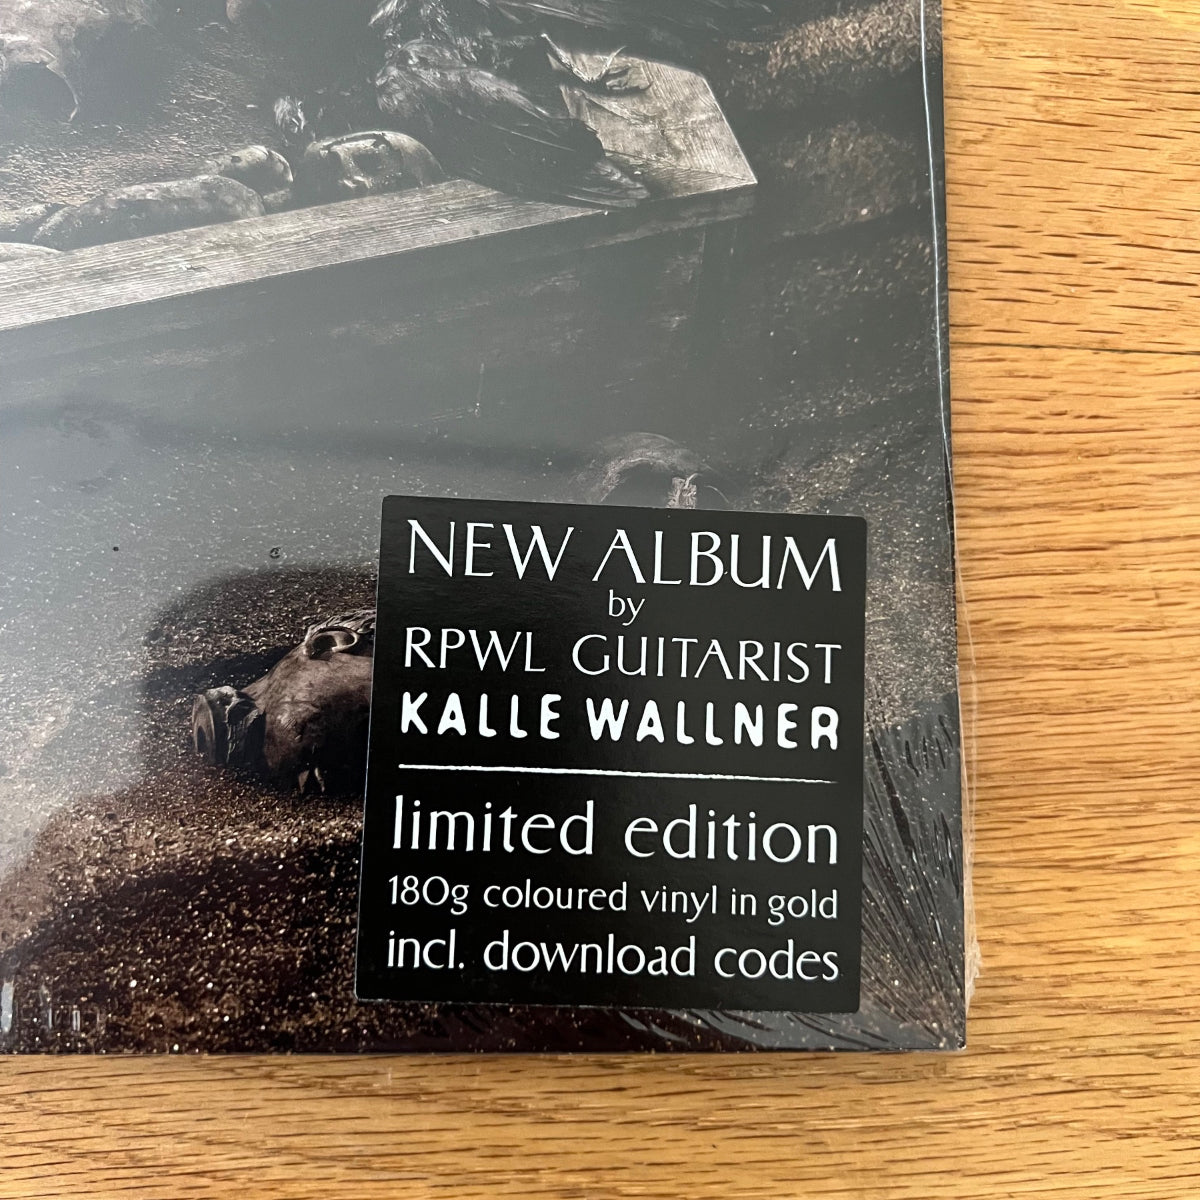 NEW ALBUM
by
RPWL GUITARIST
KALLE WALLNER
limited edition
180g coloured vinyl in gold
incl. download codes